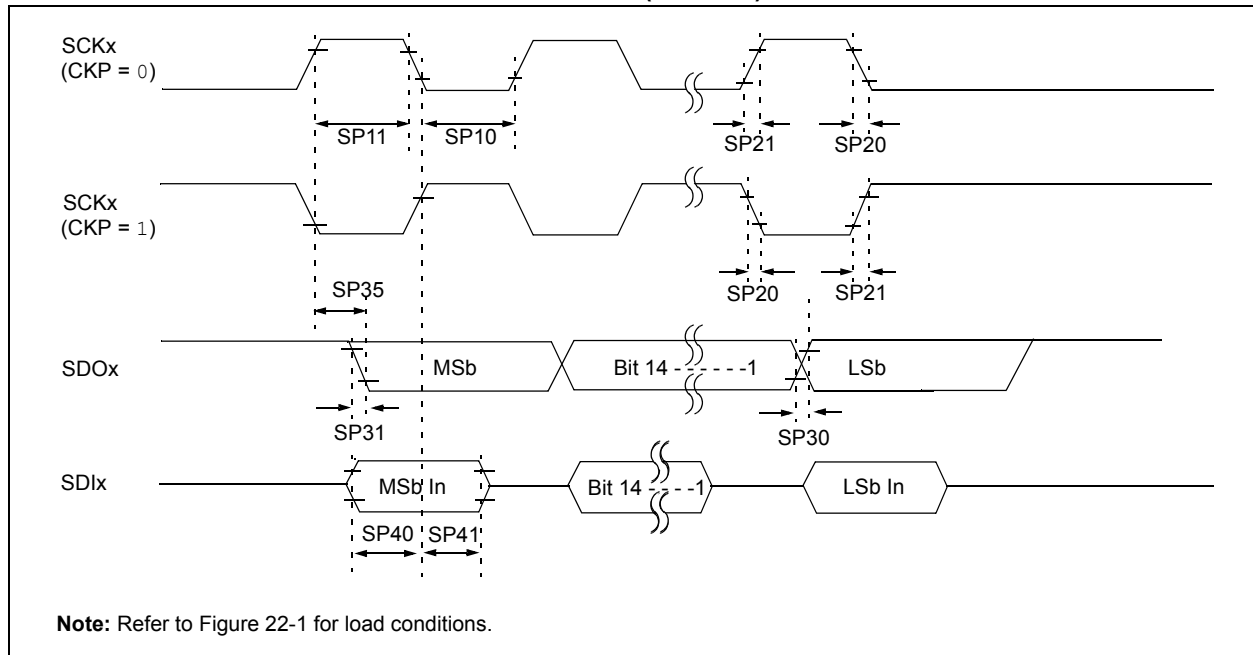 SCKx
(CKP = 0)
SP11
SP10
SP21
SP20
SCKx
(CKP = 1)
SP35
SP20
SP21
SDOx
MSb
Bit 14 - - - - - -1
LSb
SP31
SP30
SDIx
MSb In
Bit 14 - - - -1
LSb In
SP40
SP41
Note: Refer to Figure 22-1 for load conditions.